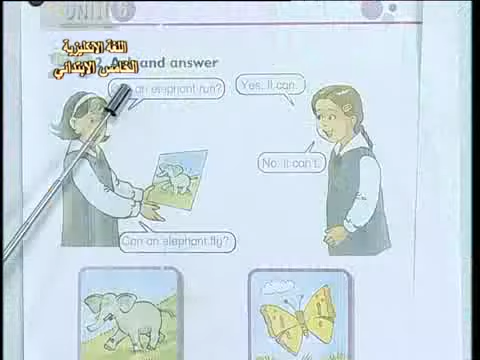 UNIT 6
اللغة الانكليزية
الخامس الابتدائي
and answer
an elephant run?
Yes, it can.
No, it can't.
Can an elephant fly?